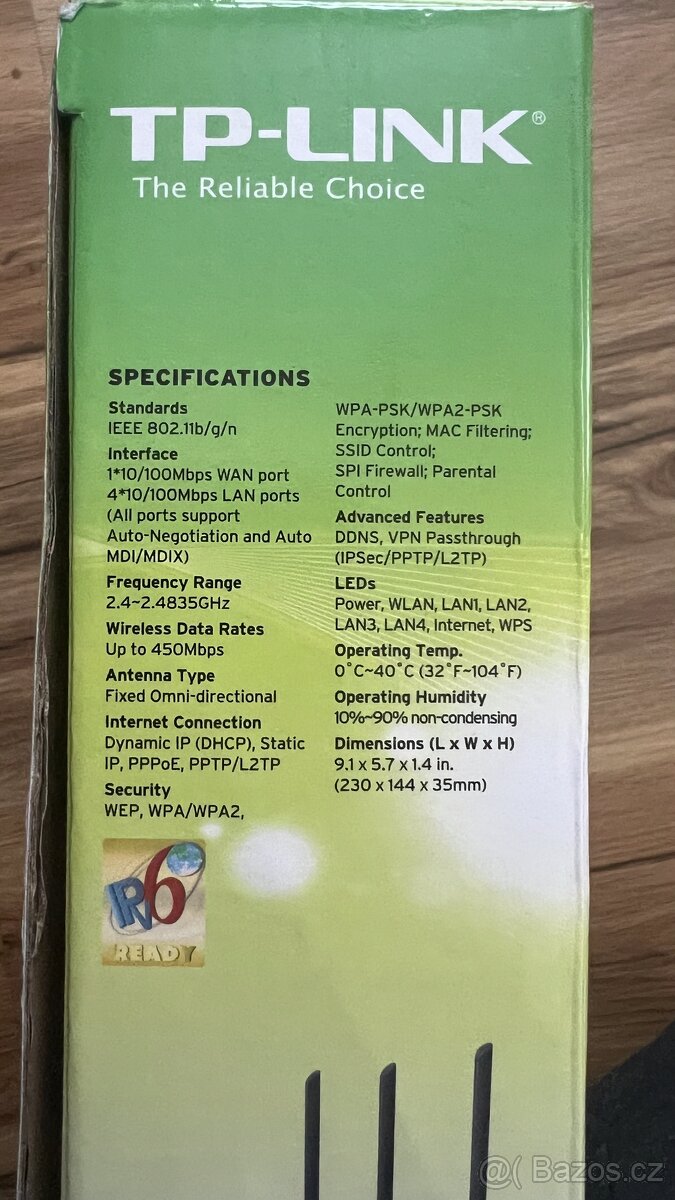 TP-LINK®
The Reliable Choice
SPECIFICATIONS
Standards
IEEE 802.11b/g/n
Interface
1*10/100Mbps WAN port
4*10/100Mbps LAN ports
(All ports support
Auto-Negotiation and Auto
MDI/MDIX)
Frequency Range
2.4~2.4835GHz
Wireless Data Rates
Up to 450Mbps
Antenna Type
Fixed Omni-directional
Internet Connection
Dynamic IP (DHCP), Static
IP, PPPoE, PPTP/L2TP
Security
WEP, WPA/WPA2,
WPA-PSK/WPA2-PSK
Encryption; MAC Filtering;
SSID Control;
SPI Firewall; Parental
Control
Advanced Features
DDNS, VPN Passthrough
(IPSec/PPTP/L2TP)
LEDs
Power, WLAN, LAN1, LAN2,
LAN3, LAN4, Internet, WPS
Operating Temp.
0°C~40°C (32°F~104°F)
Operating Humidity
10%~90% non-condensing
Dimensions (L x W x H)
9.1 x 5.7 x 1.4 in.
(230 x 144 x 35mm)
IPv6
READY
@( Bazos.cz